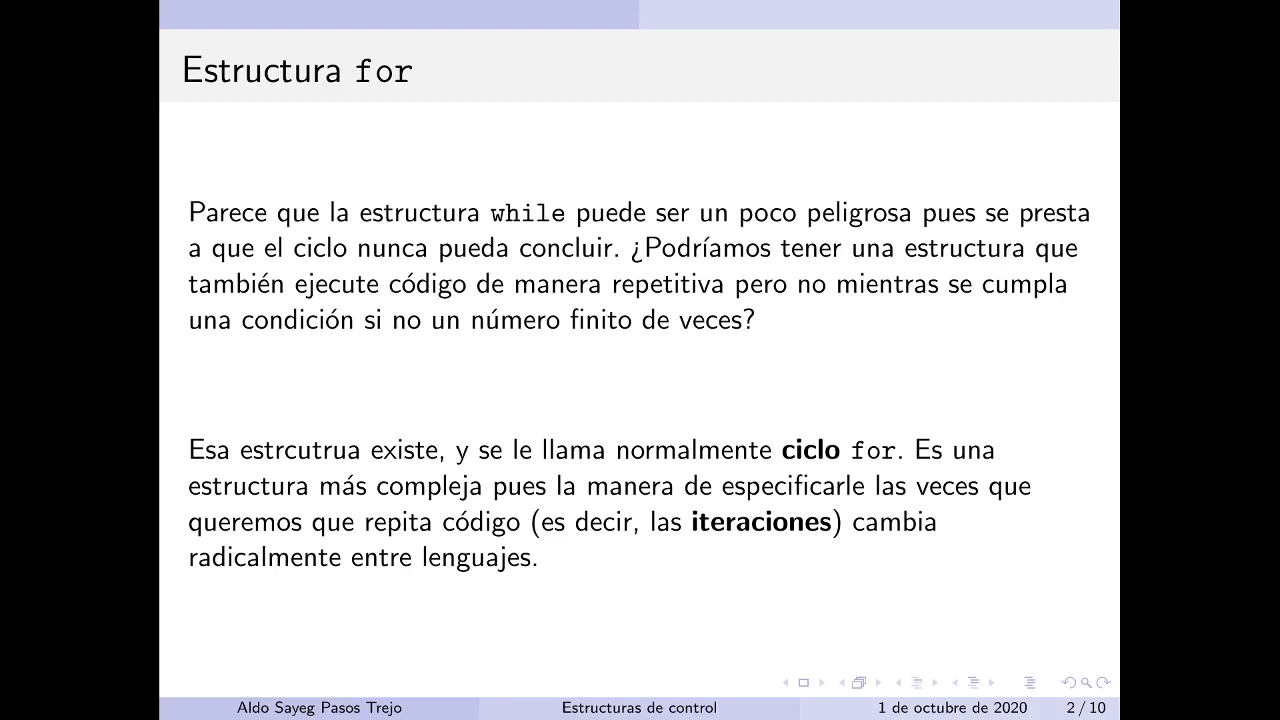 Estructura for
Parece que la estructura while puede ser un poco peligrosa pues se presta
a que el ciclo nunca pueda concluir. ¿Podríamos tener una estructura que
también ejecute código de manera repetitiva pero no mientras se cumpla
una condición si no un número finito de veces?
Esa estrcutrua existe, y se le llama normalmente ciclo for. Es una
estructura más compleja pues la manera de especificarle las veces que
queremos que repita código (es decir, las iteraciones) cambia
radicalmente entre lenguajes.
Aldo Sayeg Pasos Trejo Estructuras de control 1 de octubre de 2020 2 / 10